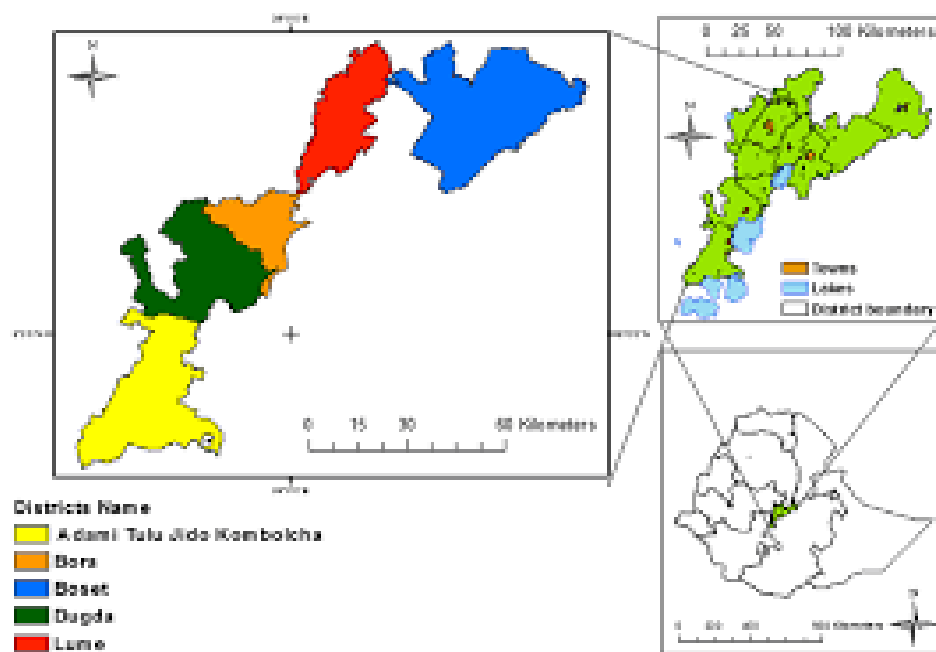 N
N
0 25 50 100 Kilometers
Towns
Lakes
District boundary
0 15 30 60 Kilometers
Districts Name
Adami Tulu Jido Kombolcha
Bora
Boset
Dugda
Lume
N